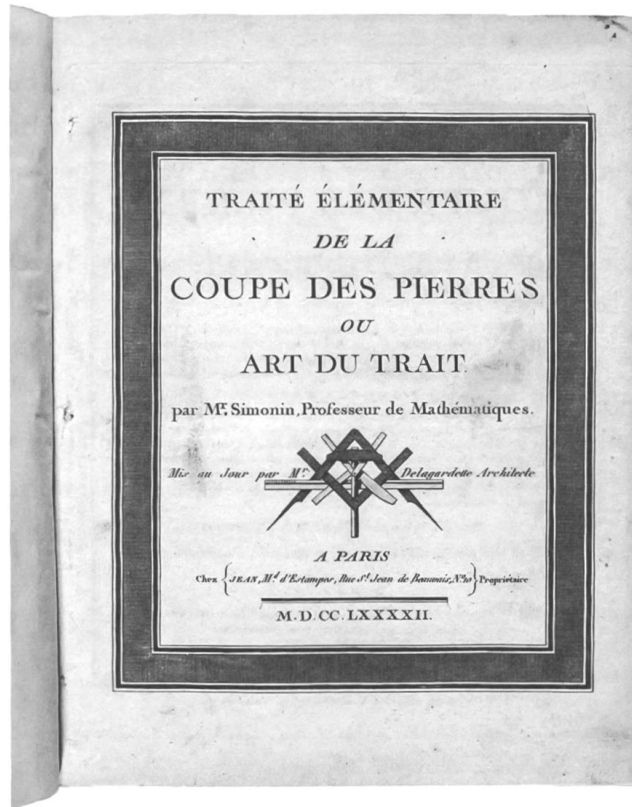 TRAITÉ ÉLÉMENTAIRE
DE LA
COUPE DES PIERRES
OU
ART DU TRAIT.
par Mr. Simonin, Professeur de Mathématiques.
Mis au Jour par Mr. Delagardette Architecte
A PARIS
Chez {JEAN, Md. d'Estampes, Rue St. Jean de Beauvais, No. 10} Propriétaire
M.D.CC.LXXXXII.